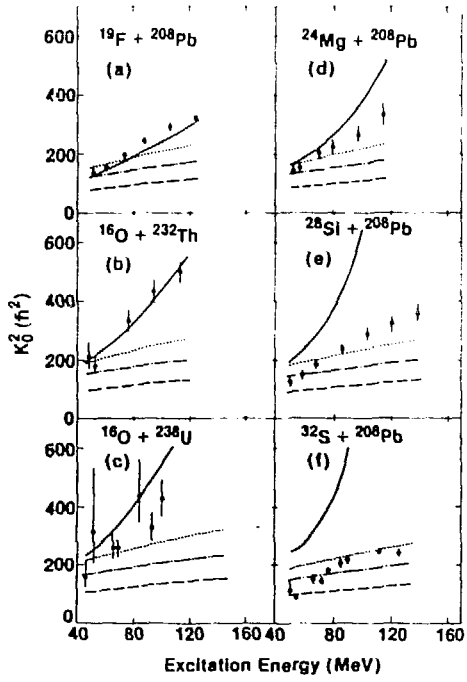 600
¹⁹F + ²⁰⁸Pb
(a)
400
200
0
²⁴Mg + ²⁰⁸Pb
(d)
¹⁶O + ²³²Th
600
(b)
400
200
0
²⁸Si + ²⁰⁸Pb
(e)
K₀² (ℏ²)
¹⁶O + ²³⁸U
600
(c)
400
200
0
³²S + ²⁰⁸Pb
(f)
40 80 120 160 40 80 120 160
Excitation Energy (MeV)